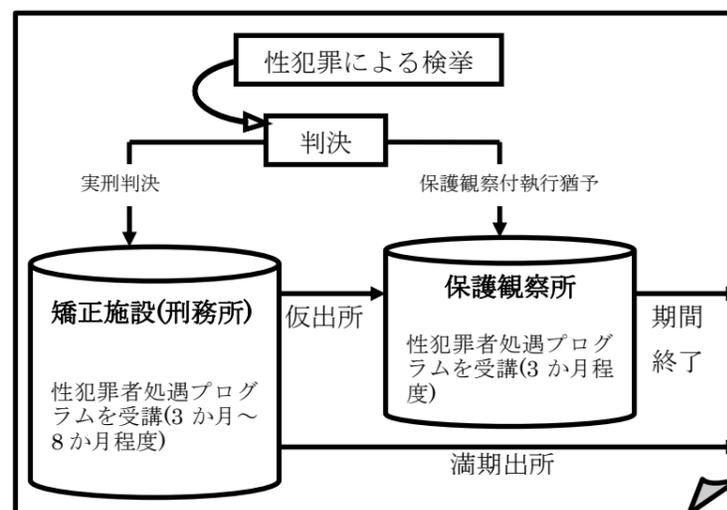 性犯罪による検挙
判決
実刑判決
保護観察付執行猶予
矯正施設(刑務所)
性犯罪者処遇プログ
ラムを受講(3 か月～
8 か月程度)
仮出所
保護観察所
性犯罪者処遇プログ
ラムを受講(3 か月程
度)
期間
終了
満期出所